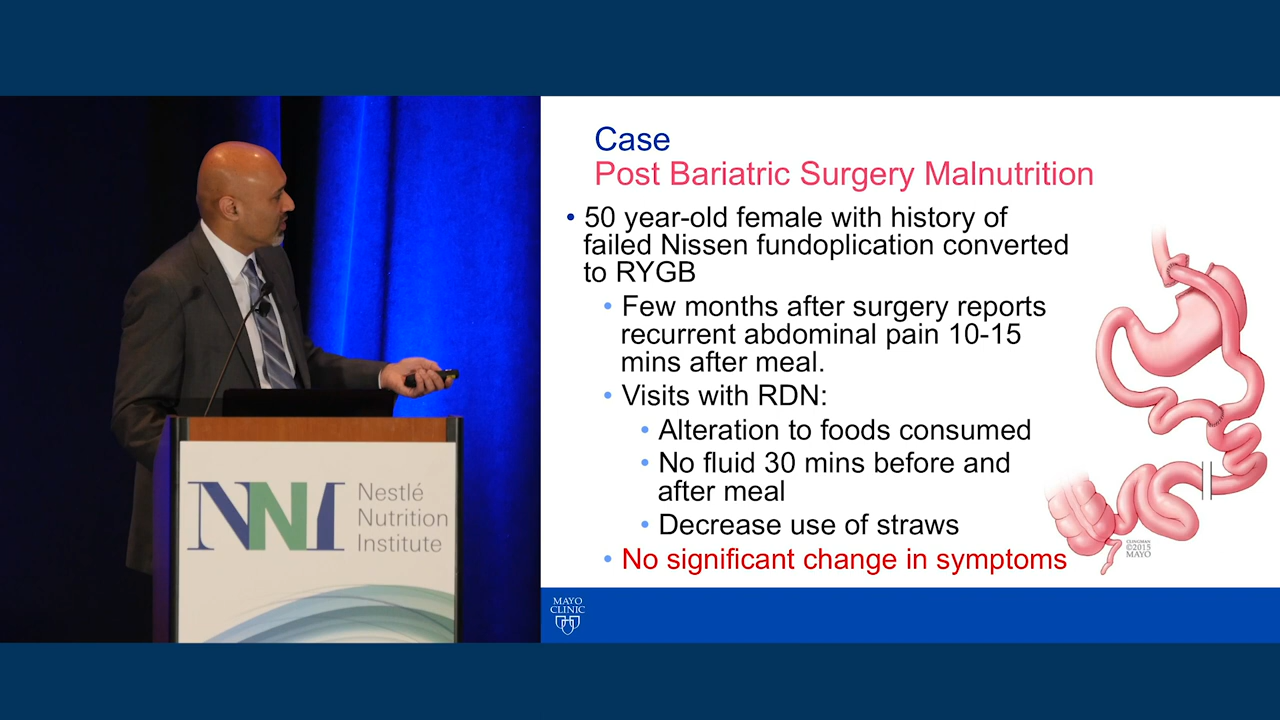 Case
Post Bariatric Surgery Malnutrition
• 50 year-old female with history of
failed Nissen fundoplication converted
to RYGB
• Few months after surgery reports
recurrent abdominal pain 10-15
mins after meal.
• Visits with RDN:
• Alteration to foods consumed
• No fluid 30 mins before and
after meal
• Decrease use of straws
• No significant change in symptoms
CLINGMAN
©2015
MAYO
MAYO
CLINIC
NNI
Nestlé
Nutrition
Institute